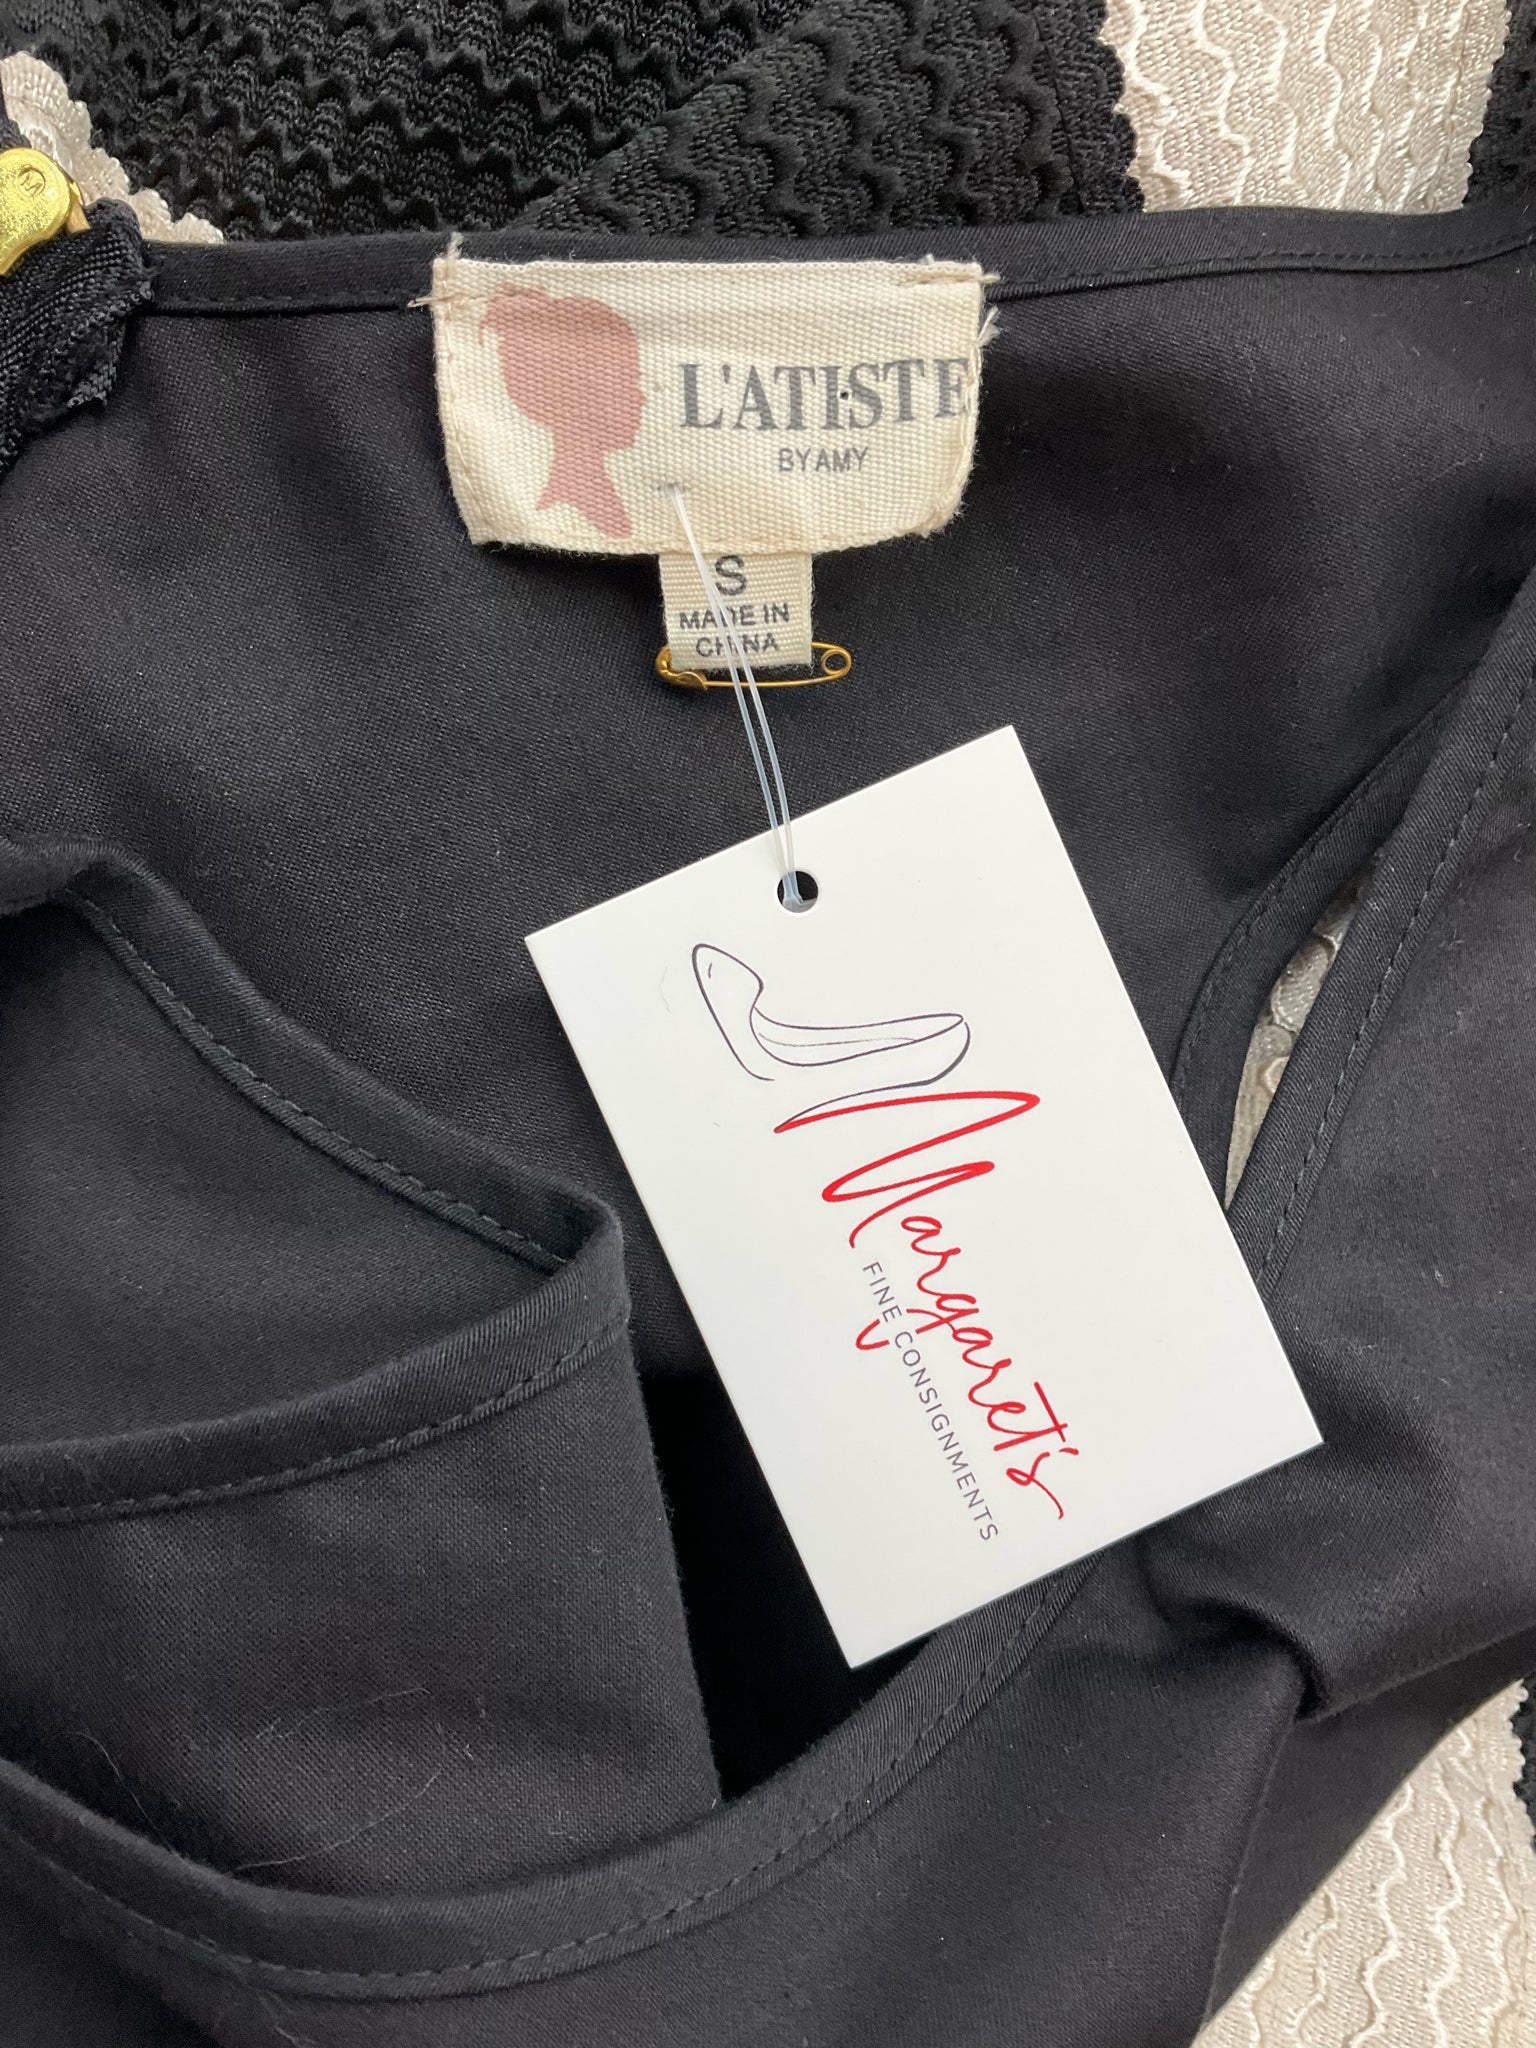 M
L'ATISTE
BY AMY
S
MADE IN
CHINA
Margaret's
FINE CONSIGNMENTS